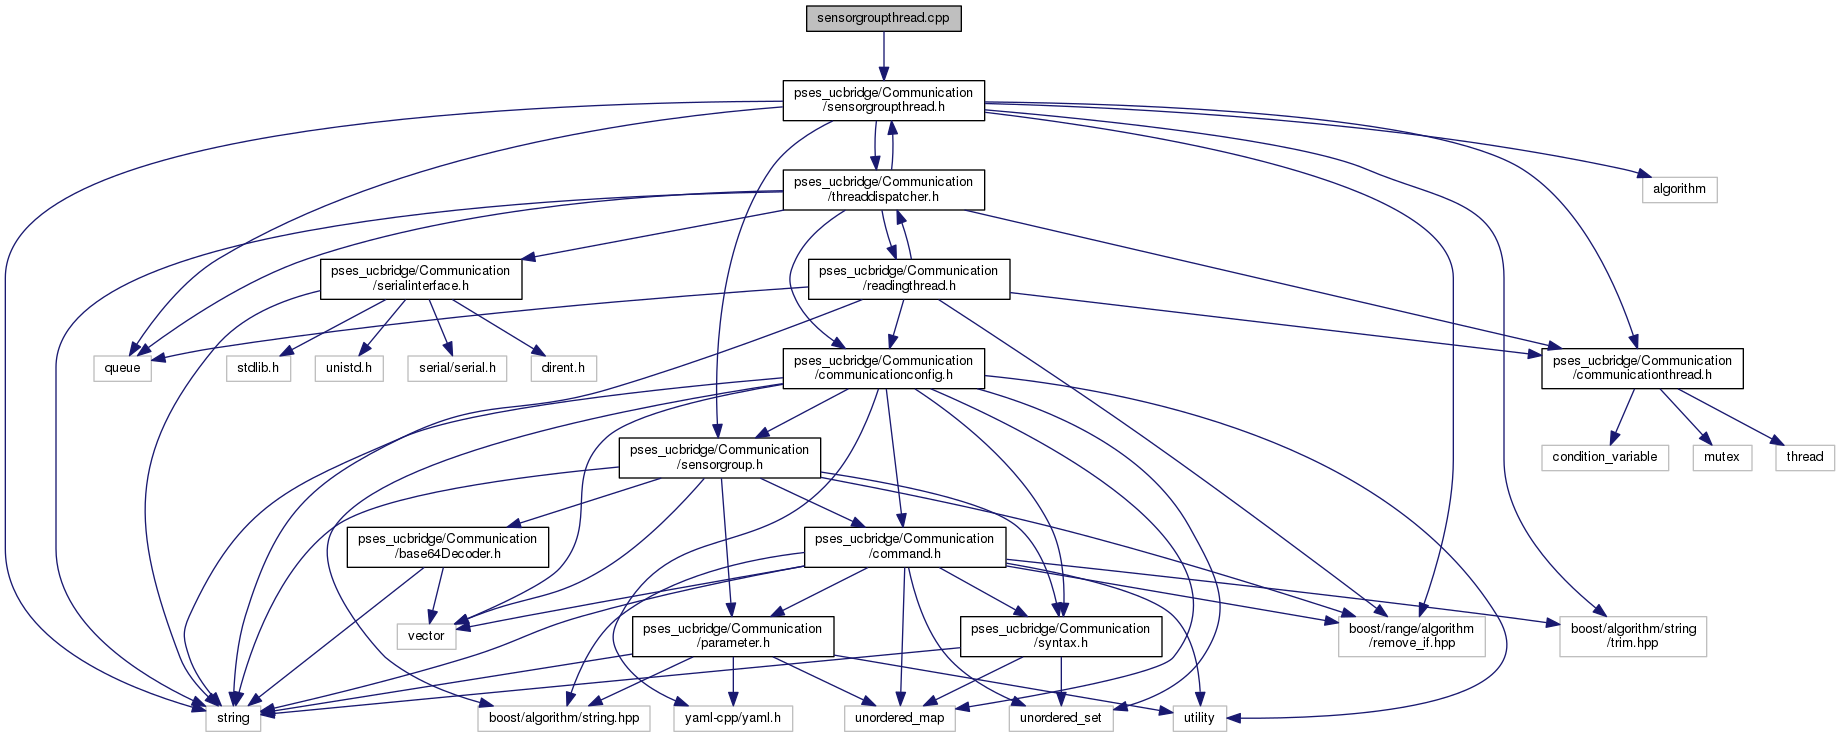 sensorgroupthread.cpp
pses_ucbridge/Communication
/sensorgroupthread.h
algorithm
pses_ucbridge/Communication
/threaddispatcher.h
pses_ucbridge/Communication
/serialinterface.h
pses_ucbridge/Communication
/readingthread.h
queue
stdlib.h
unistd.h
serial/serial.h
dirent.h
pses_ucbridge/Communication
/communicationconfig.h
pses_ucbridge/Communication
/communicationthread.h
pses_ucbridge/Communication
/sensorgroup.h
condition_variable
mutex
thread
pses_ucbridge/Communication
/base64Decoder.h
pses_ucbridge/Communication
/command.h
vector
pses_ucbridge/Communication
/parameter.h
pses_ucbridge/Communication
/syntax.h
boost/range/algorithm
/remove_if.hpp
boost/algorithm/string
/trim.hpp
string
boost/algorithm/string.hpp
yaml-cpp/yaml.h
unordered_map
unordered_set
utility